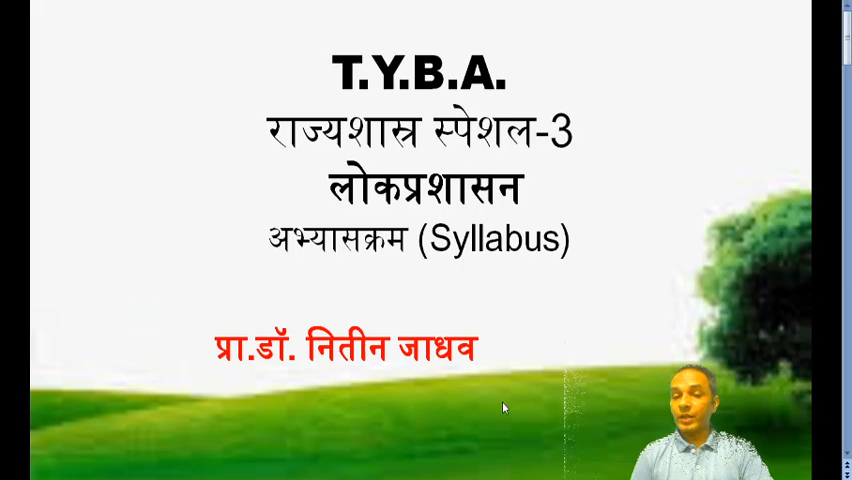 T.Y.B.A.
राज्यशास्त्र स्पेशल-3
लोकप्रशासन
अभ्यासक्रम (Syllabus)
प्रा.डॉ. नितीन जाधव